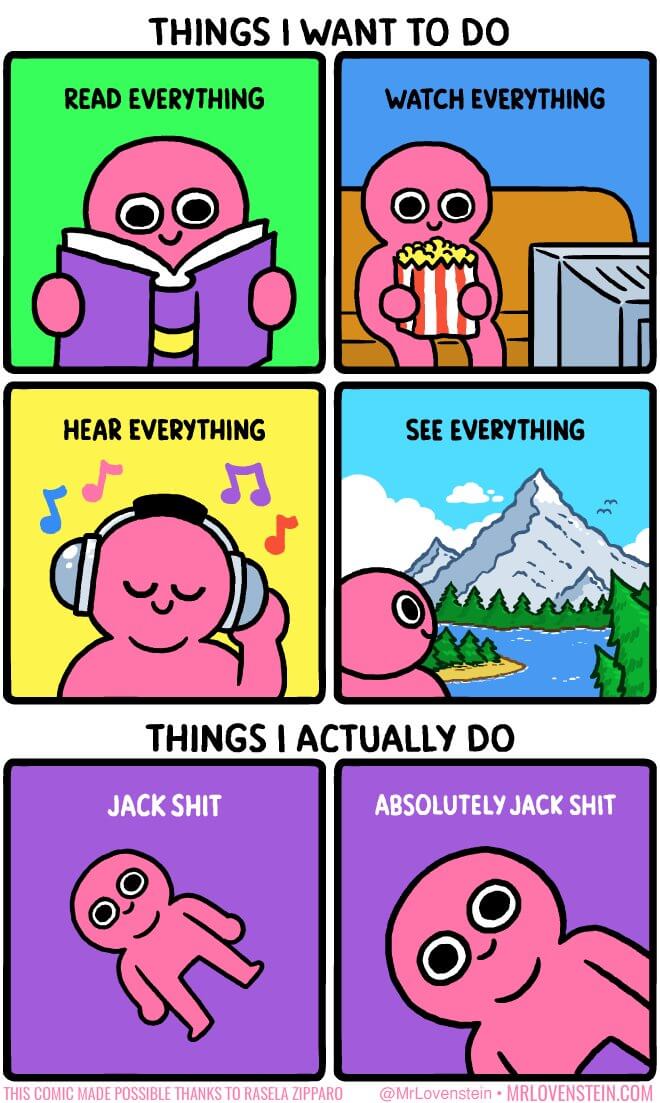 THINGS I WANT TO DO
READ EVERYTHING
WATCH EVERYTHING
HEAR EVERYTHING
SEE EVERYTHING
THINGS I ACTUALLY DO
JACK SHIT
ABSOLUTELY JACK SHIT
THIS COMIC MADE POSSIBLE THANKS TO RASELA ZIPPARO
@MrLovenstein • MRLOVENSTEIN.COM